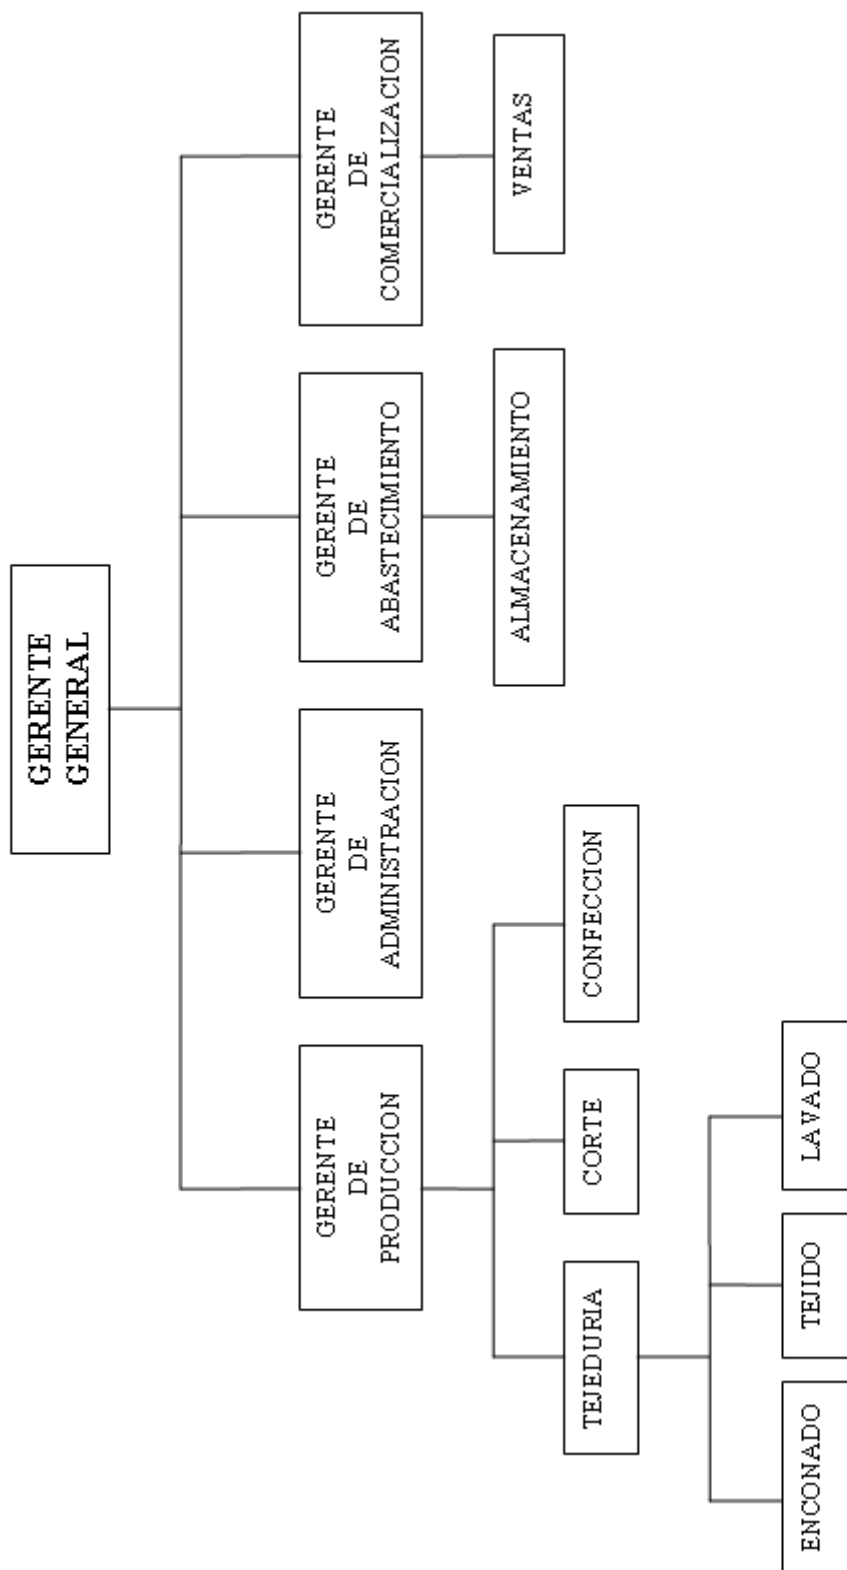 GERENTE
GENERAL
GERENTE
DE
PRODUCCION
GERENTE
DE
ADMINISTRACION
GERENTE
DE
ABASTECIMIENTO
GERENTE
DE
COMERCIALIZACION
ALMACENAMIENTO
VENTAS
TEJEDURIA
CORTE
CONFECCION
ENCONADO
TEJIDO
LAVADO